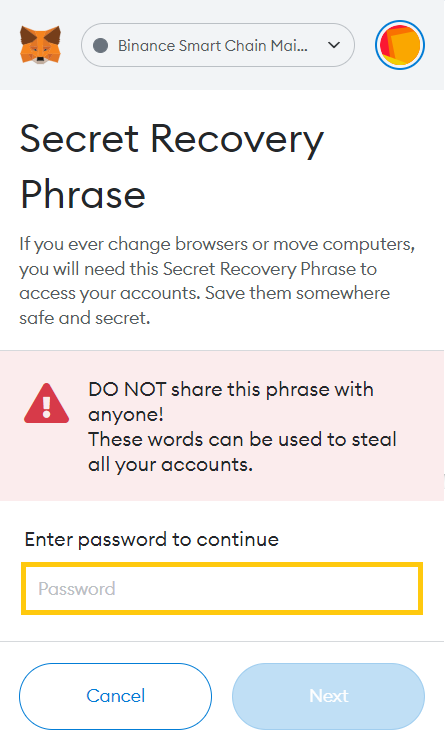 Binance Smart Chain Mai...
Secret Recovery
Phrase
If you ever change browsers or move computers,
you will need this Secret Recovery Phrase to
access your accounts. Save them somewhere
safe and secret.
DO NOT share this phrase with
anyone!
These words can be used to steal
all your accounts.
Enter password to continue
Password
Cancel
Next